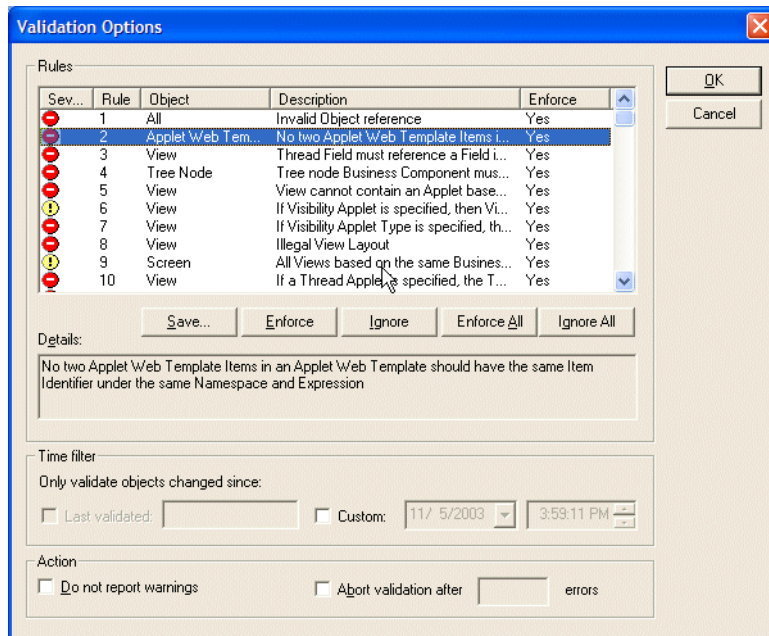 Validation Options
Rules
Sev... Rule Object Description Enforce
1 All Invalid Object reference Yes
2 Applet Web Tem... No two Applet Web Template Items i... Yes
3 View Thread Field must reference a Field i... Yes
4 Tree Node Tree node Business Component mus... Yes
5 View View cannot contain an Applet base... Yes
6 View If Visibility Applet is specified, then Vi... Yes
7 View If Visibility Applet Type is specified, th... Yes
8 View Illegal View Layout Yes
9 Screen All Views based on the same Busines... Yes
10 View If a Thread Applet is specified, the T... Yes
OK
Cancel
Save... Enforce Ignore Enforce All Ignore All
Details:
No two Applet Web Template Items in an Applet Web Template should have the same Item
Identifier under the same Namespace and Expression
Time filter
Only validate objects changed since:
Last validated: Custom: 11/ 5/2003 3:59:11 PM
Action
Do not report warnings Abort validation after errors